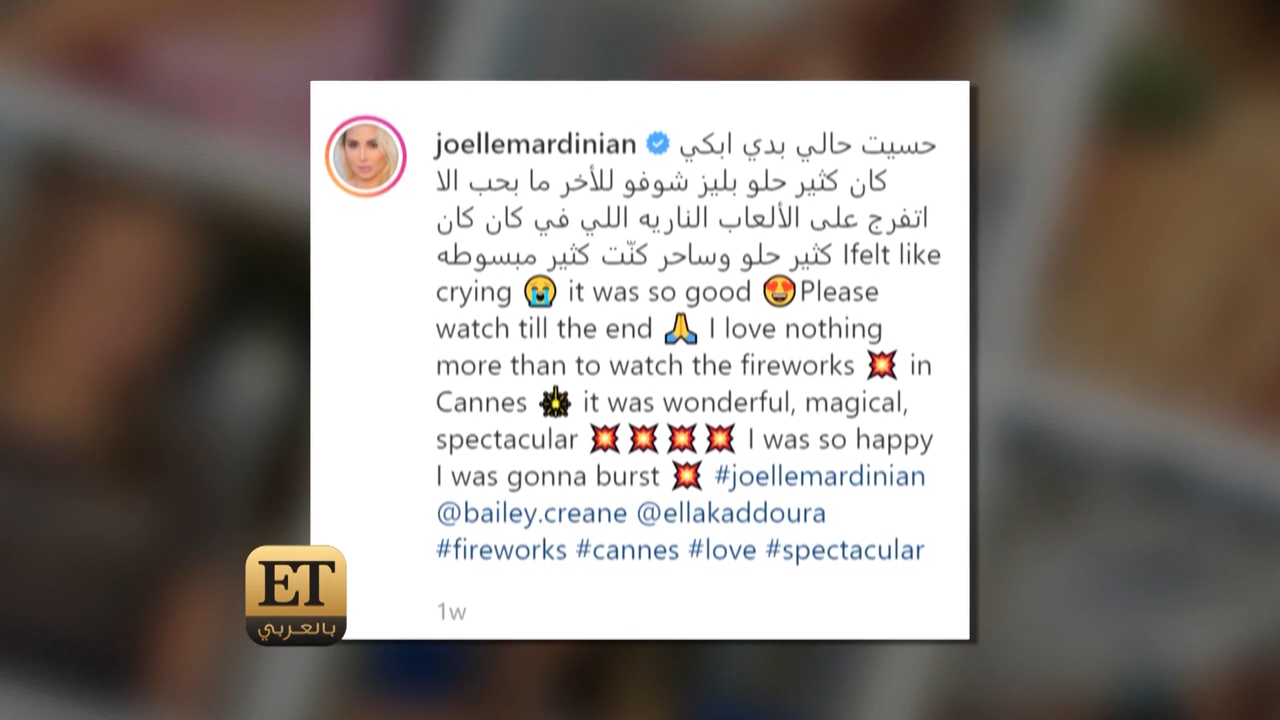 joellemardinian حسيت حالي بدي ابكي
كان كثير حلو بليز شوفو للأخر ما بحب الا
اتفرج على الألعاب الناريه اللي في كان كان
كثير حلو وساحر كنّت كثير مبسوطه Ifelt like
crying 😭 it was so good 😍Please
watch till the end 🙏 I love nothing
more than to watch the fireworks 💥 in
Cannes it was wonderful, magical,
spectacular 💥💥💥💥 I was so happy
I was gonna burst 💥 #joellemardinian
@bailey.creane @ellakaddoura
#fireworks #cannes #love #spectacular
1w
ET
بالعربي